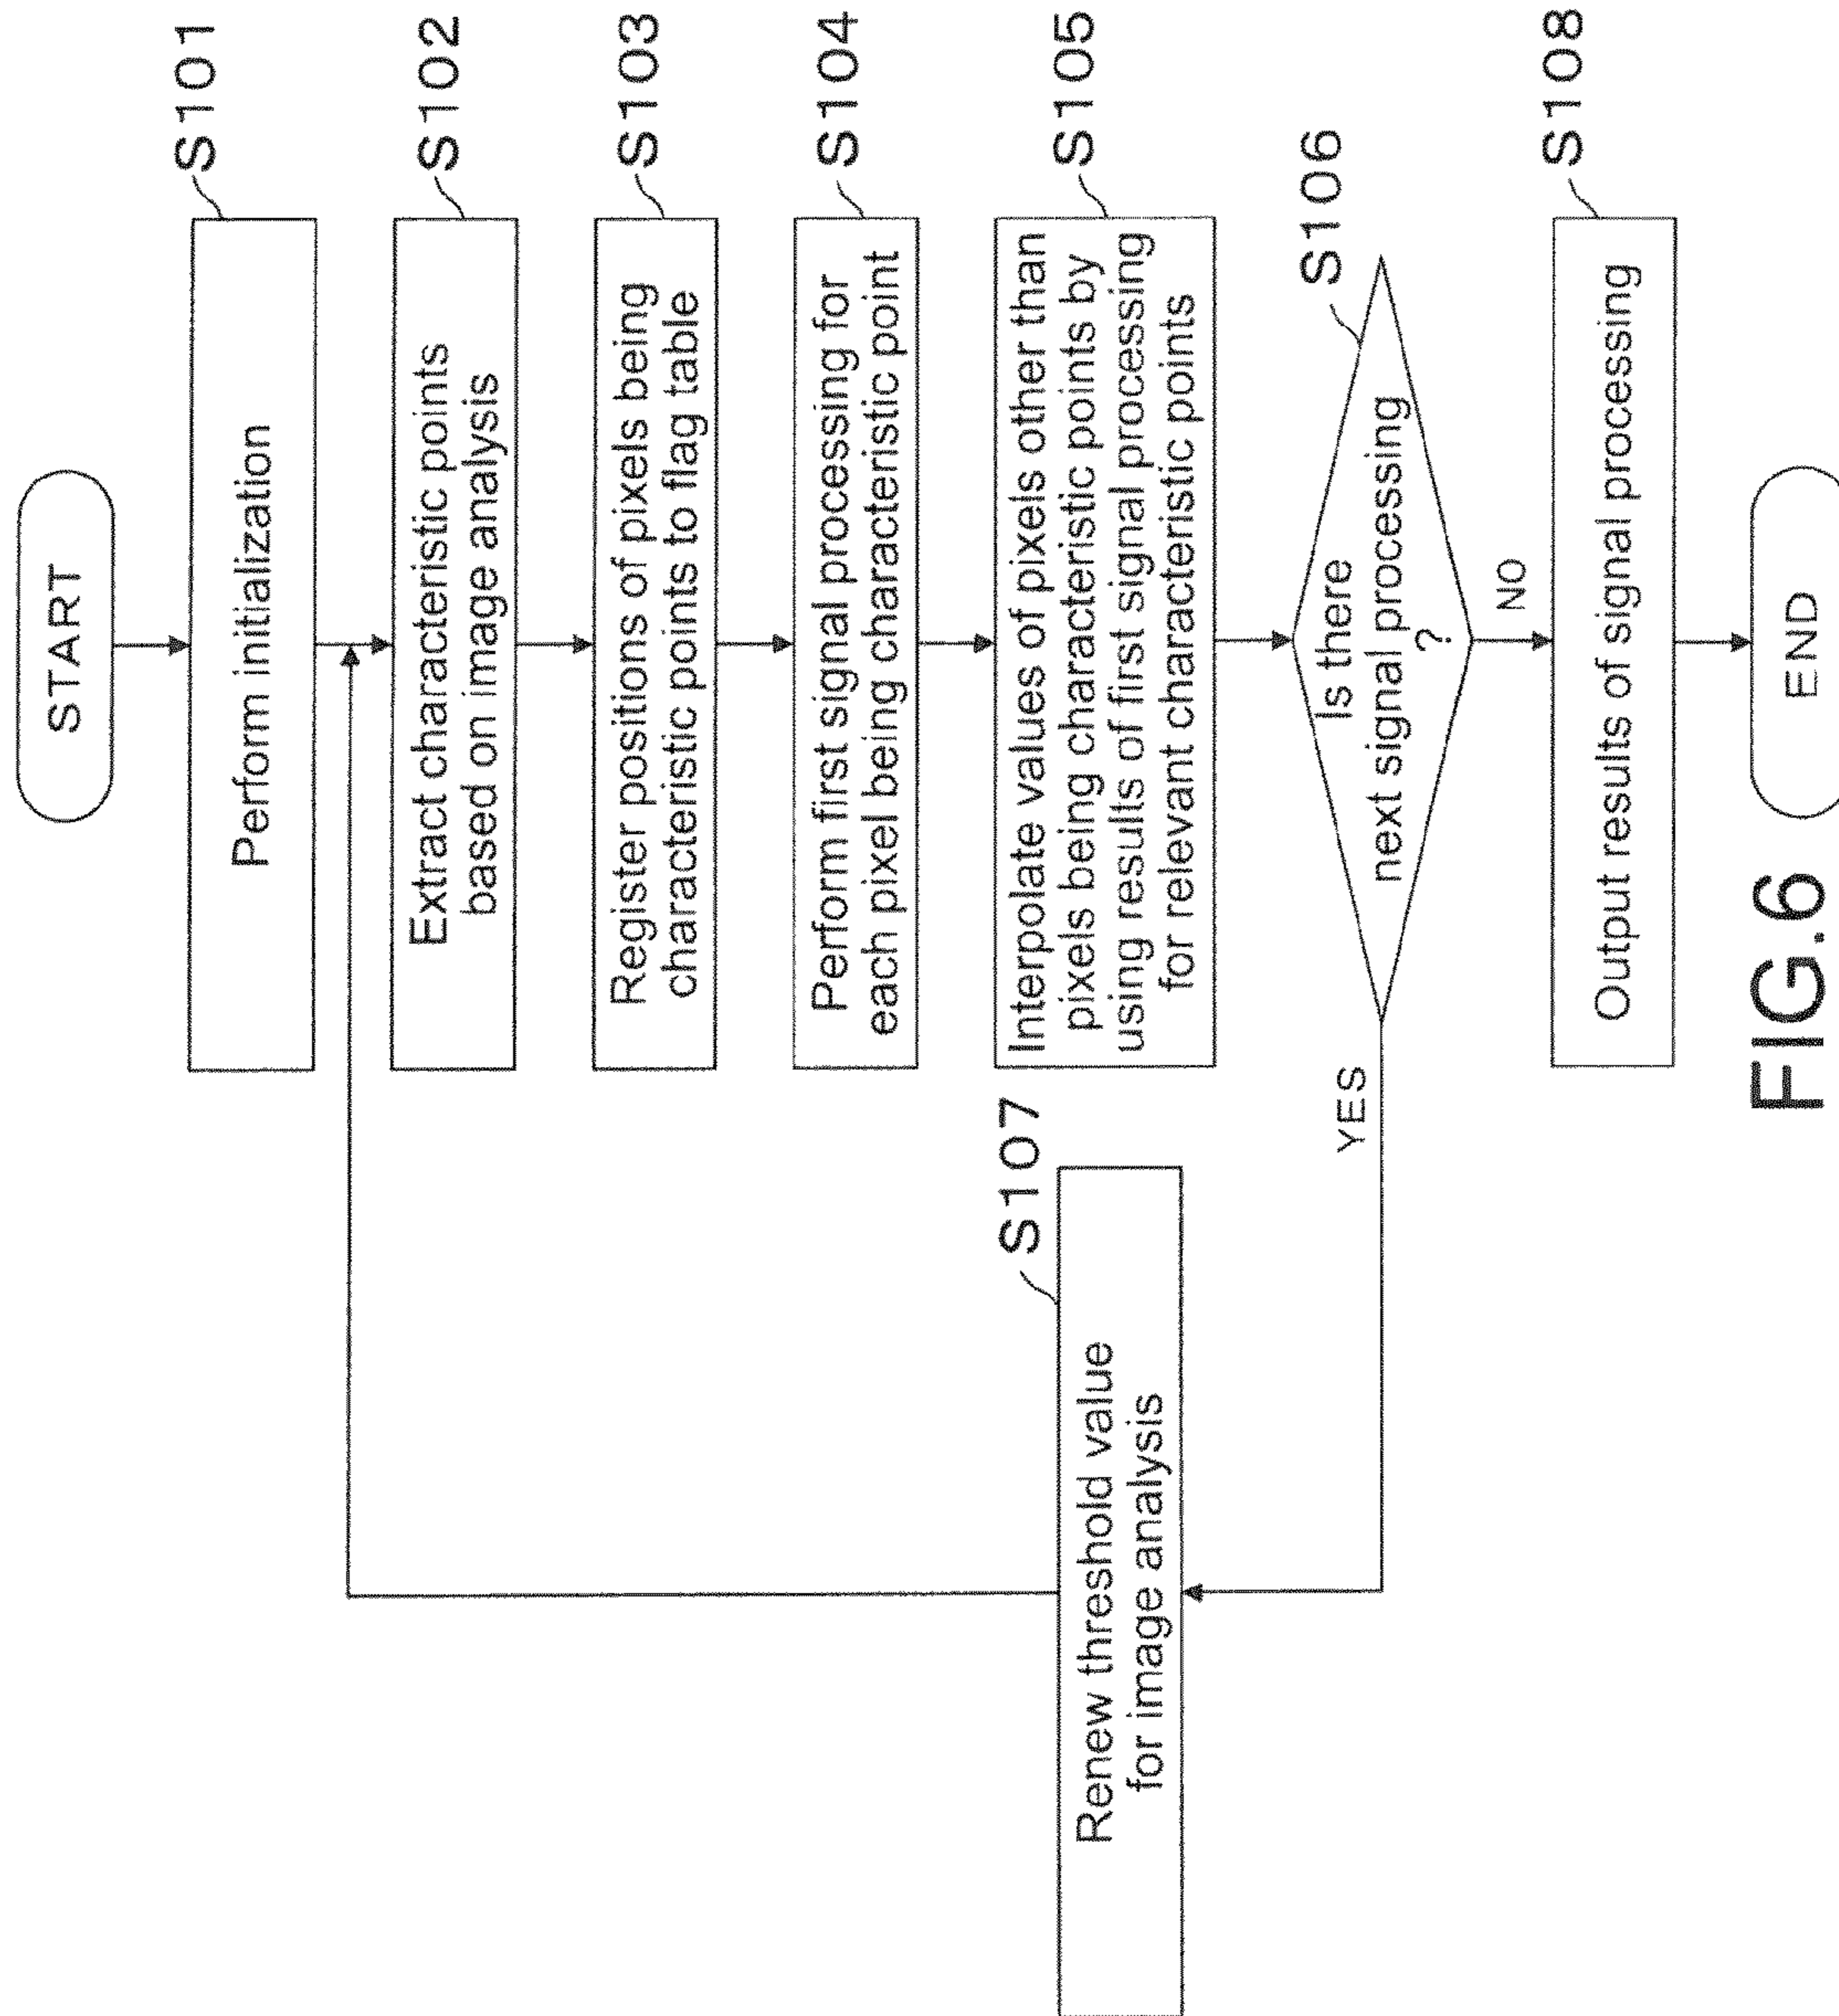 START
S101
Perform initialization
S102
Extract characteristic points
based on image analysis
S103
Register positions of pixels being
characteristic points to flag table
S104
Perform first signal processing for
each pixel being characteristic point
S105
Interpolate values of pixels other than
pixels being characteristic points by
using results of first signal processing
for relevant characteristic points
S106
Is there
next signal processing
?
YES
NO
S107
Renew threshold value
for image analysis
S108
Output results of signal processing
END
FIG.6